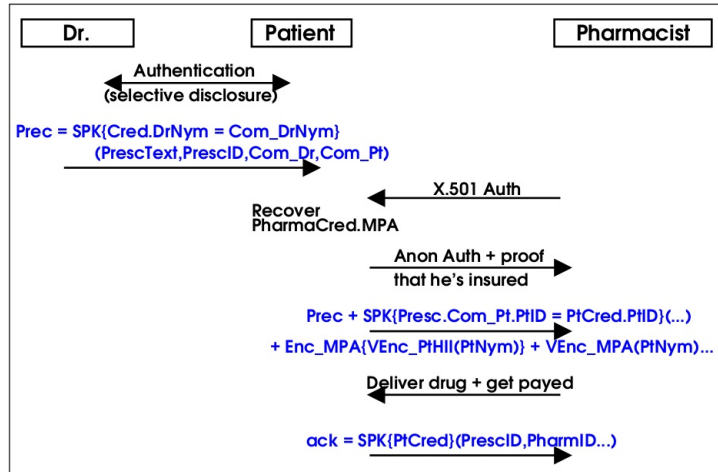 Dr.
Patient
Pharmacist
Authentication
(selective disclosure)
Prec = SPK{Cred.DrNym = Com_DrNym}
(PrescText,PrescID,Com_Dr,Com_Pt)
X.501 Auth
Recover
PharmaCred.MPA
Anon Auth + proof
that he's insured
Prec + SPK{Presc.Com_Pt.PtID = PtCred.PtID}(...)
+ Enc_MPA{VEnc_PtHII(PtNym)} + VEnc_MPA(PtNym)...
Deliver drug + get payed
ack = SPK{PtCred}(PrescID,PharmID...)